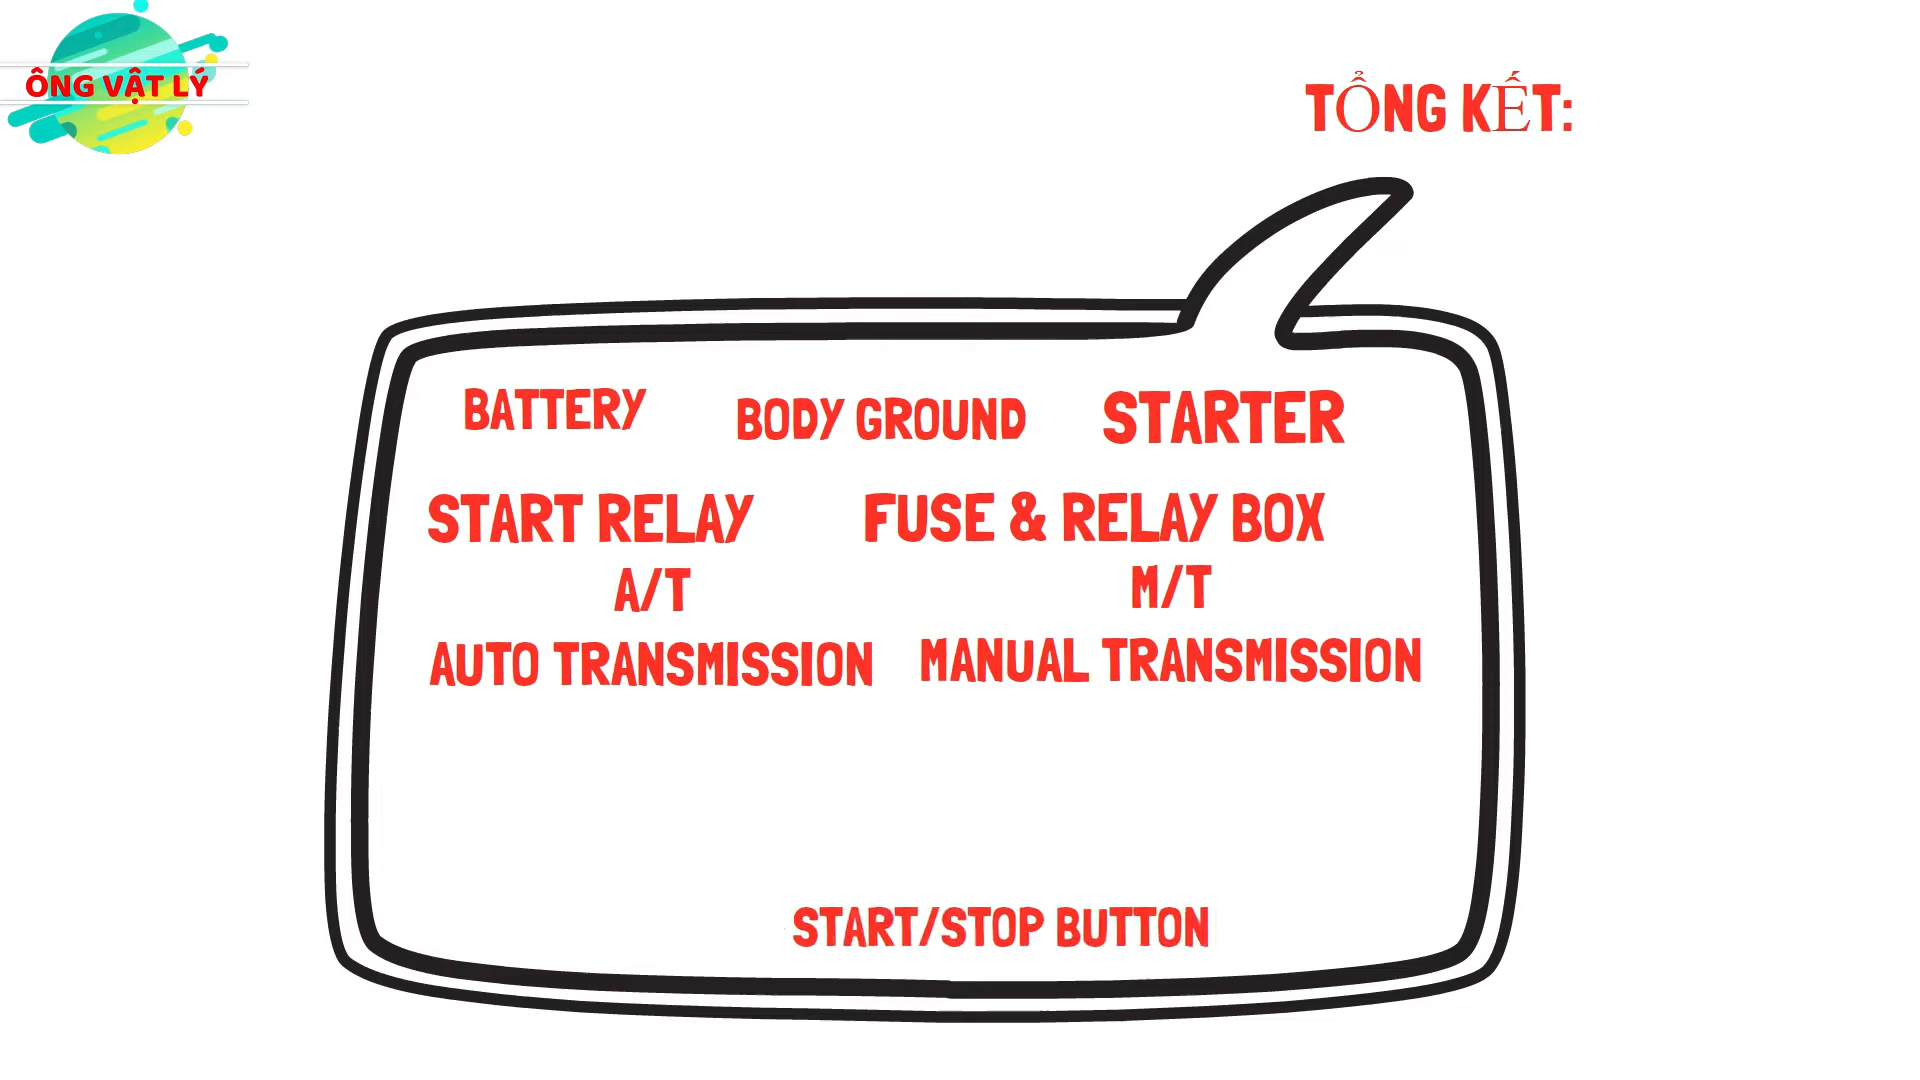 ÔNG VẬT LÝ
TỔNG KẾT:
BATTERY BODY GROUND STARTER
START RELAY FUSE & RELAY BOX
A/T M/T
AUTO TRANSMISSION MANUAL TRANSMISSION
START/STOP BUTTON